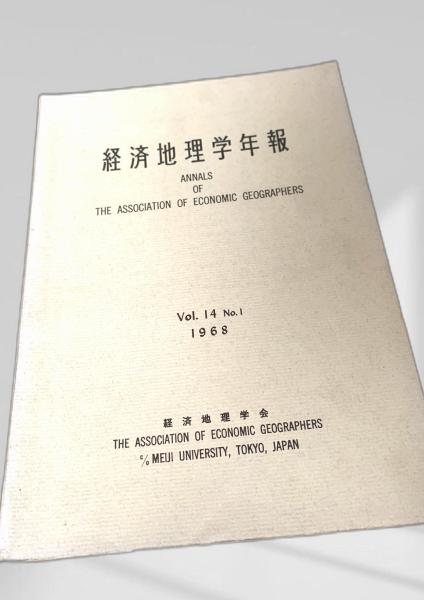 経済地理学年報
ANNALS
OF
THE ASSOCIATION OF ECONOMIC GEOGRAPHERS
Vol. 14 No. 1
1968
経済地理学会
THE ASSOCIATION OF ECONOMIC GEOGRAPHERS
c/o MEIJI UNIVERSITY, TOKYO, JAPAN